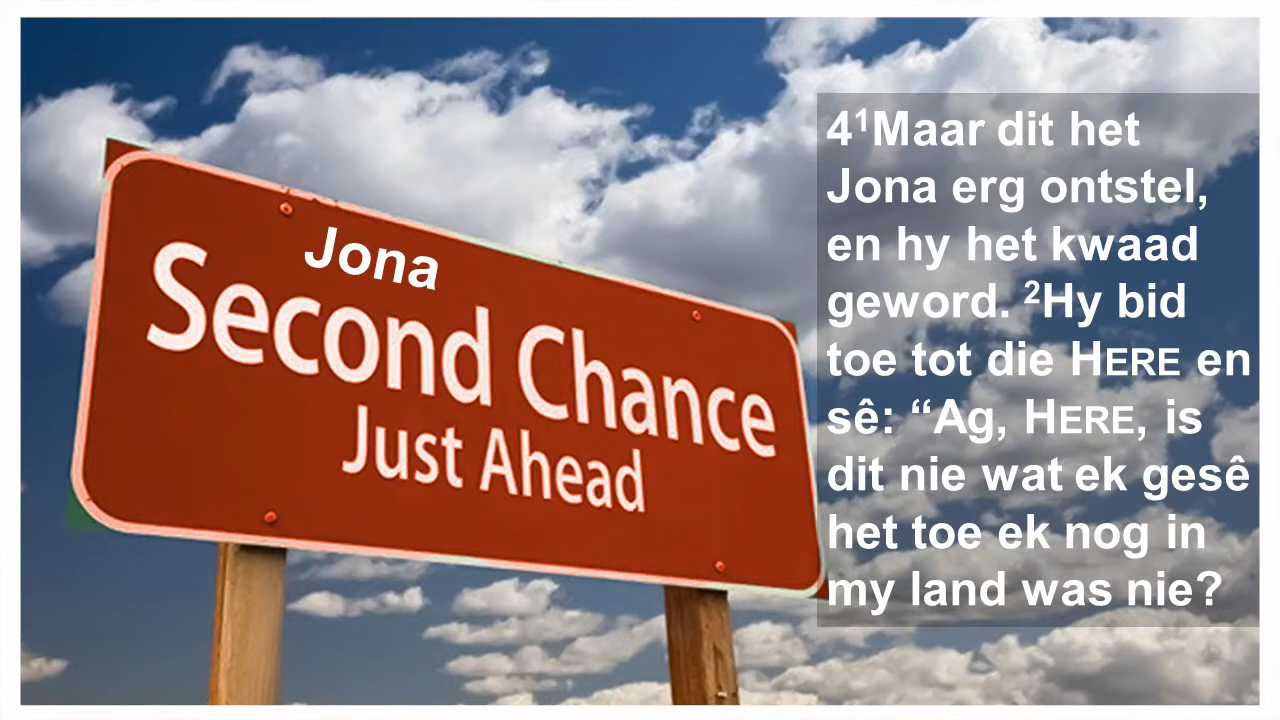 Jona
Second Chance
Just Ahead
4¹Maar dit het
Jona erg ontstel,
en hy het kwaad
geword. ²Hy bid
toe tot die HERE en
sê: “Ag, HERE, is
dit nie wat ek gesê
het toe ek nog in
my land was nie?